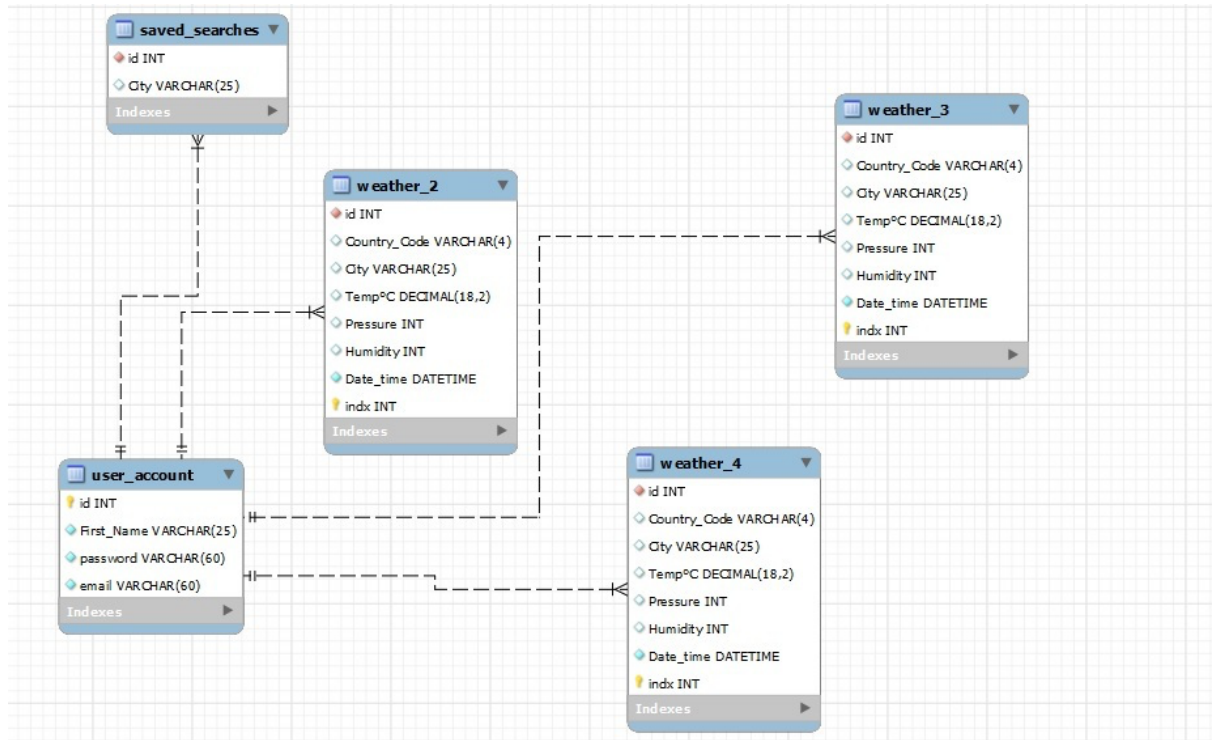 saved_searches
id INT
City VARCHAR(25)
Indexes
weather_2
id INT
Country_Code VARCHAR(4)
City VARCHAR(25)
TempºC DECIMAL(18,2)
Pressure INT
Humidity INT
Date_time DATETIME
indx INT
Indexes
weather_3
id INT
Country_Code VARCHAR(4)
City VARCHAR(25)
TempºC DECIMAL(18,2)
Pressure INT
Humidity INT
Date_time DATETIME
indx INT
Indexes
user_account
id INT
First_Name VARCHAR(25)
password VARCHAR(60)
email VARCHAR(60)
Indexes
weather_4
id INT
Country_Code VARCHAR(4)
City VARCHAR(25)
TempºC DECIMAL(18,2)
Pressure INT
Humidity INT
Date_time DATETIME
indx INT
Indexes